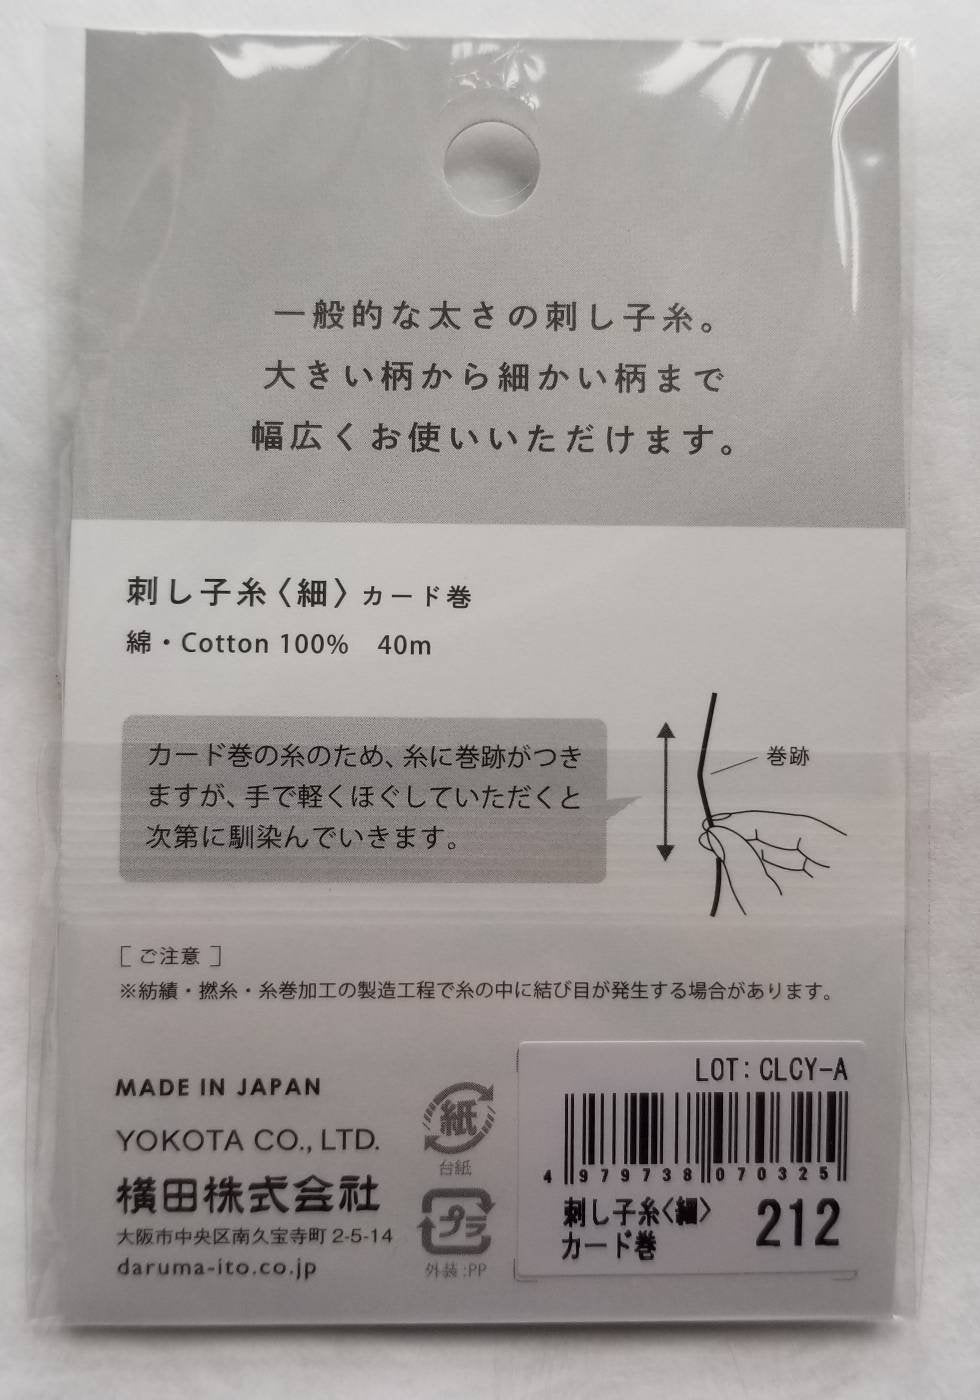 一般的な太さの刺し子糸。
大きい柄から細かい柄まで
幅広くお使いいただけます。
刺し子糸〈細〉カード巻
綿・Cotton 100%　40m
カード巻の糸のため、糸に巻跡がつき
ますが、手で軽くほぐしていただくと
次第に馴染んでいきます。
巻跡
［ご注意］
※紡績・撚糸・糸巻加工の製造工程で糸の中に結び目が発生する場合があります。
MADE IN JAPAN
YOKOTA CO., LTD.
横田株式会社
大阪市中央区南久宝寺町 2-5-14
daruma-ito.co.jp
紙
台紙
プラ
外装:PP
LOT: CLCY-A
4 979738 070325
刺し子糸〈細〉
カード巻
212